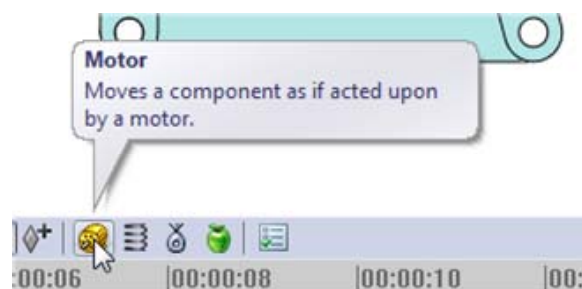 Motor
Moves a component as if acted upon
by a motor.
:00:06 00:00:08 00:00:10 00: